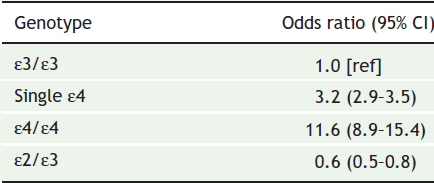 Genotype Odds ratio (95% CI)
ε3/ε3 1.0 [ref]
Single ε4 3.2 (2.9–3.5)
ε4/ε4 11.6 (8.9–15.4)
ε2/ε3 0.6 (0.5–0.8)